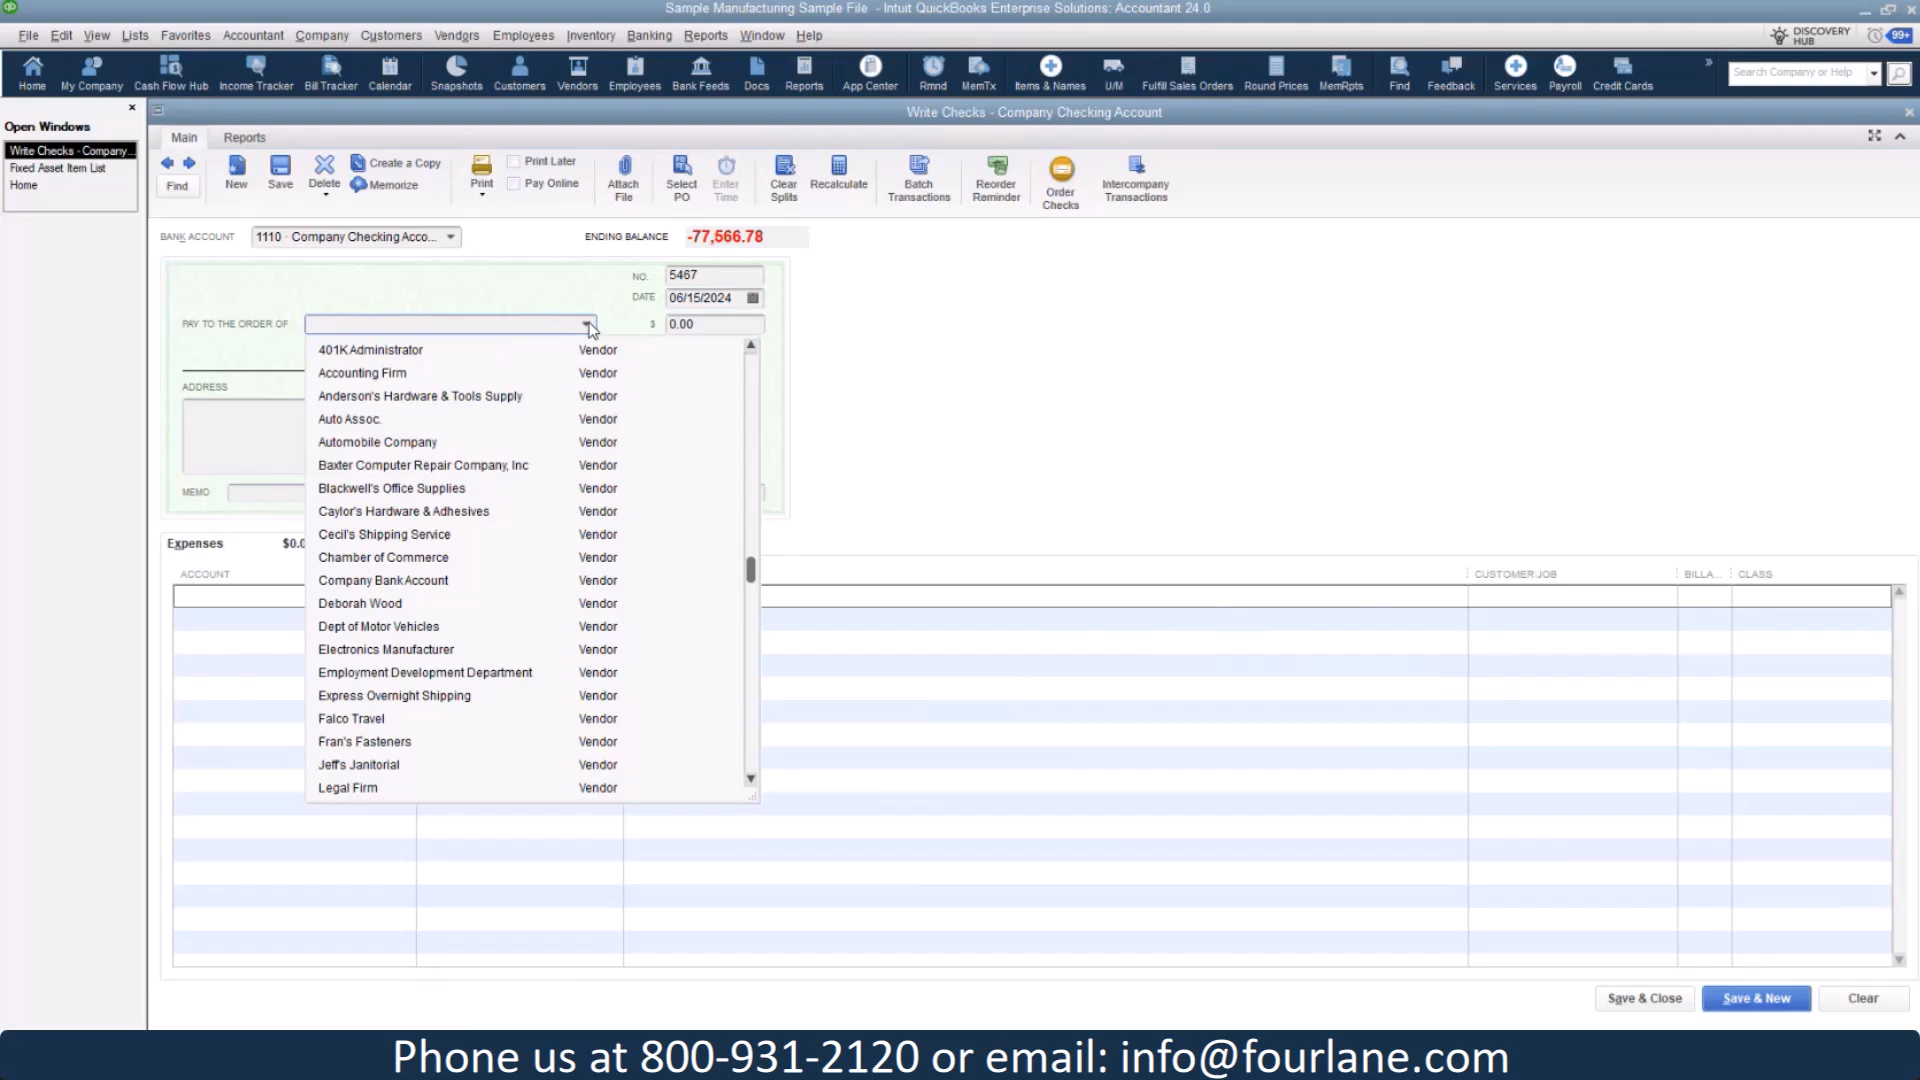 Sample Manufacturing Sample File - Intuit QuickBooks Enterprise Solutions: Accountant 24.0
File Edit View Lists Favorites Accountant Company Customers Vendors Employees Inventory Banking Reports Window Help
DISCOVERY HUB 99+
Home My Company Cash Flow Hub Income Tracker Bill Tracker Calendar Snapshots Customers Vendors Employees Bank Feeds Docs Reports App Center Rmnd MemTx Items & Names U/M Fulfill Sales Orders Round Prices MemRpts Find Feedback Services Payroll Credit Cards » Search Company or Help
Open Windows
Write Checks - Company...
Fixed Asset Item List
Home
Write Checks - Company Checking Account
Main Reports
Find New Save Delete Create a Copy
Memorize
Print Print Later
Pay Online
Attach File
Select PO
Enter Time
Clear Splits
Recalculate
Batch Transactions
Reorder Reminder
Order Checks
Intercompany Transactions
BANK ACCOUNT 1110 · Company Checking Acco... ENDING BALANCE -77,566.78
NO. 5467
DATE 06/15/2024
PAY TO THE ORDER OF $ 0.00
ADDRESS
MEMO
401K Administrator Vendor
Accounting Firm Vendor
Anderson's Hardware & Tools Supply Vendor
Auto Assoc. Vendor
Automobile Company Vendor
Baxter Computer Repair Company, Inc Vendor
Blackwell's Office Supplies Vendor
Caylor's Hardware & Adhesives Vendor
Cecil's Shipping Service Vendor
Chamber of Commerce Vendor
Company Bank Account Vendor
Deborah Wood Vendor
Dept of Motor Vehicles Vendor
Electronics Manufacturer Vendor
Employment Development Department Vendor
Express Overnight Shipping Vendor
Falco Travel Vendor
Fran's Fasteners Vendor
Jeff's Janitorial Vendor
Legal Firm Vendor
Expenses $0.0
ACCOUNT CUSTOMER:JOB BILLA... CLASS
Save & Close Save & New Clear
Phone us at 800-931-2120 or email: info@fourlane.com